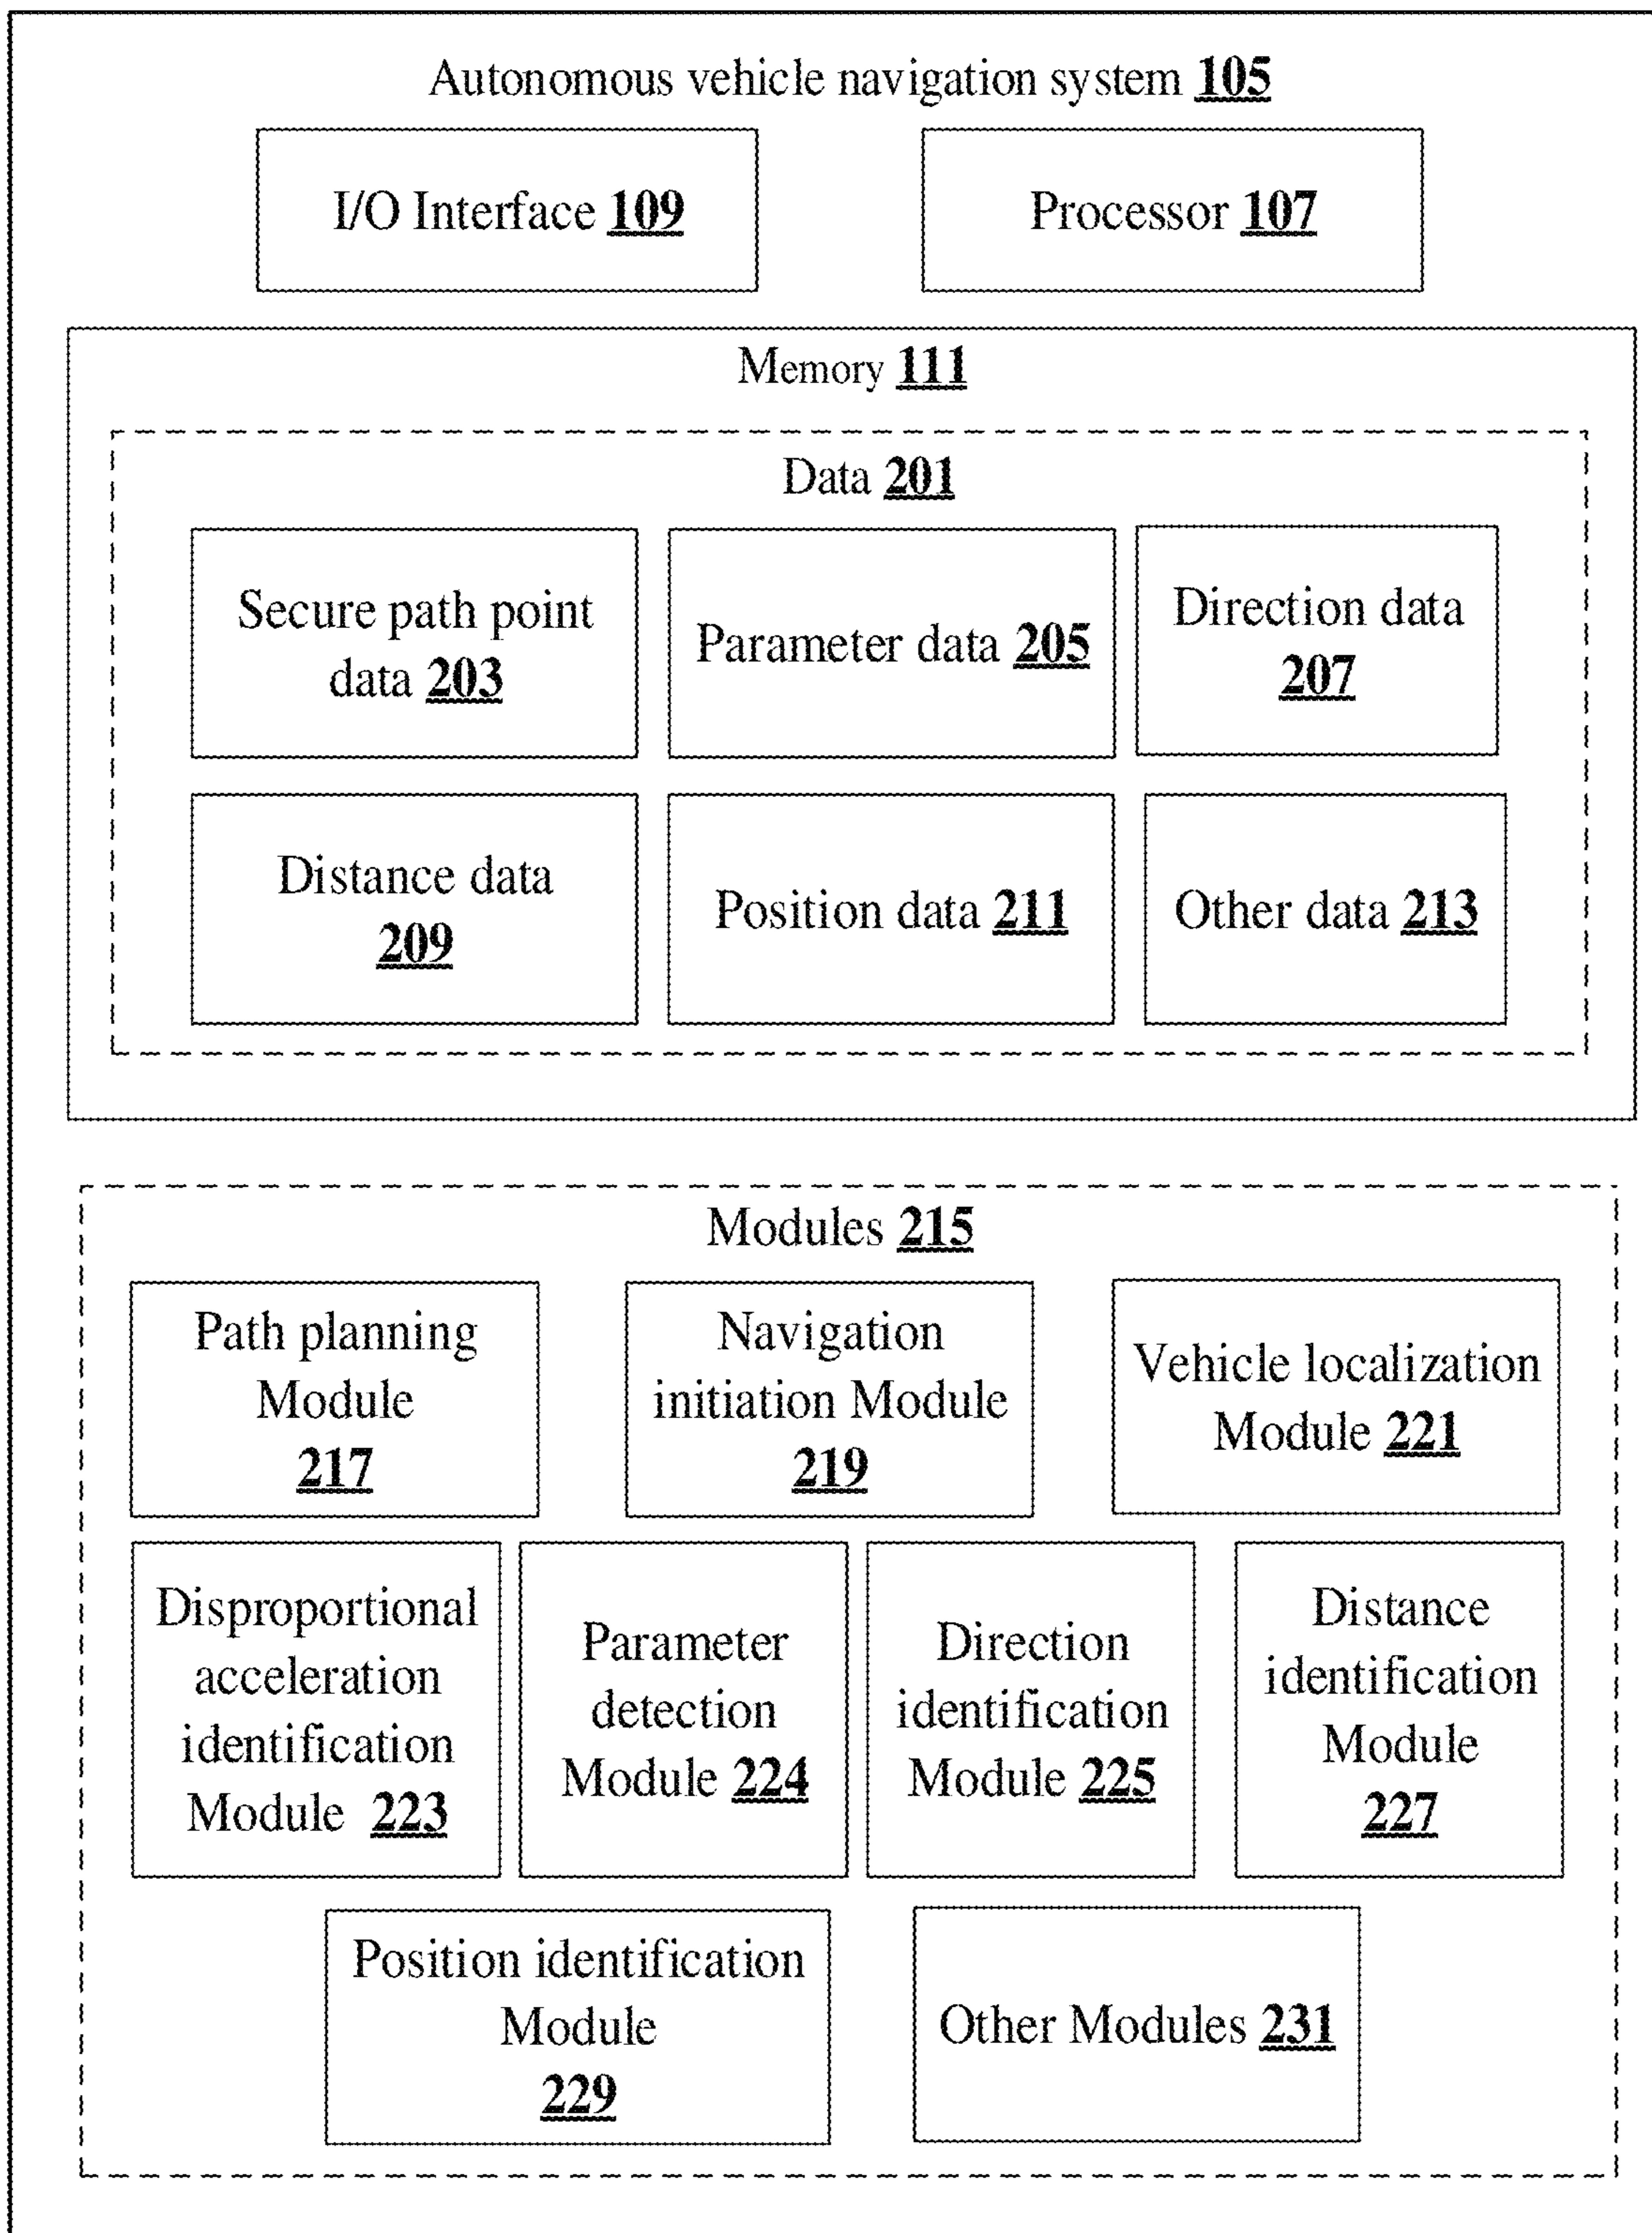 Autonomous vehicle navigation system 105
I/O Interface 109
Processor 107
Memory 111
Data 201
Secure path point
data 203
Parameter data 205
Direction data
207
Distance data
209
Position data 211
Other data 213
Modules 215
Path planning
Module
217
Navigation
initiation Module
219
Vehicle localization
Module 221
Disproportional
acceleration
identification
Module 223
Parameter
detection
Module 224
Direction
identification
Module 225
Distance
identification
Module
227
Position identification
Module
229
Other Modules 231